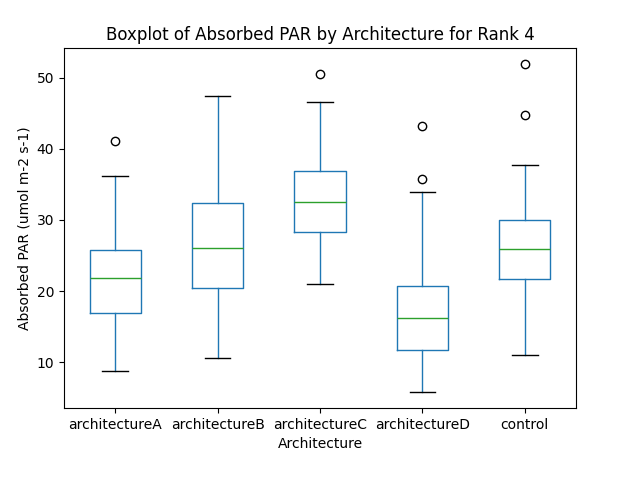 Boxplot of Absorbed PAR by Architecture for Rank 4
Absorbed PAR (umol m-2 s-1)
50
40
30
20
10
architectureA architectureB architectureC architectureD control
Architecture